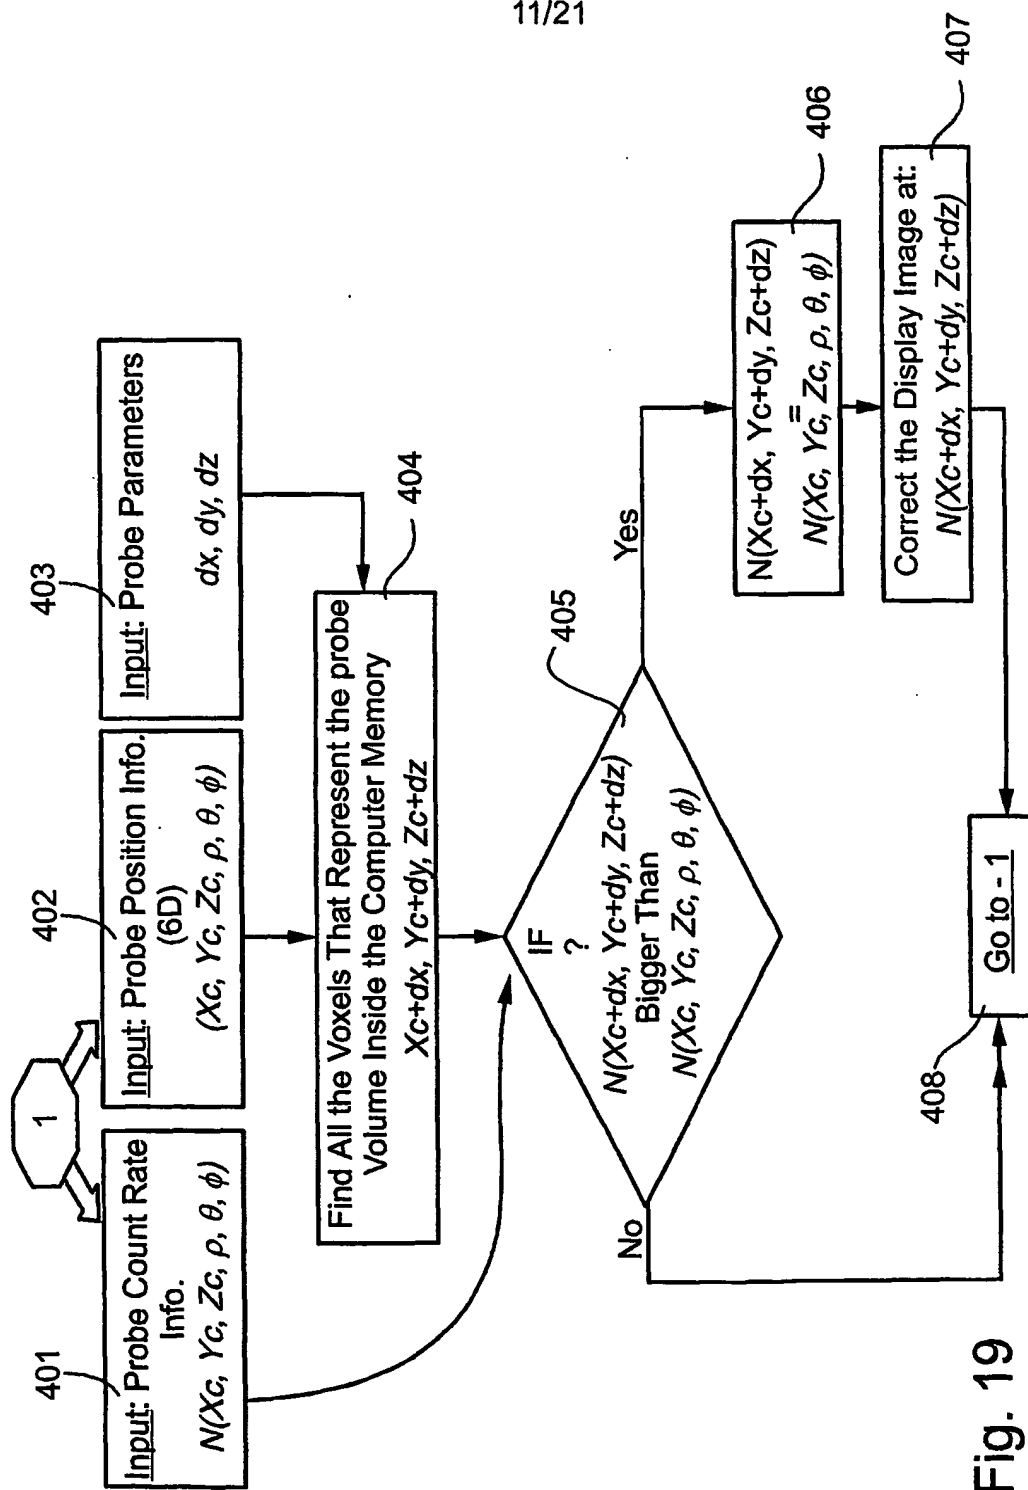 11/21
1
401
Input: Probe Count Rate
Info.
N(Xc, Yc, Zc, ρ, θ, ϕ)
402
Input: Probe Position Info.
(6D)
(Xc, Yc, Zc, ρ, θ, ϕ)
403
Input: Probe Parameters
dx, dy, dz
404
Find All the Voxels That Represent the probe
Volume Inside the Computer Memory
Xc+dx, Yc+dy, Zc+dz
405
IF
?
N(Xc+dx, Yc+dy, Zc+dz)
Bigger Than
N(Xc, Yc, Zc, ρ, θ, ϕ)
No
Yes
406
N(Xc+dx, Yc+dy, Zc+dz)
=
N(Xc, Yc, Zc, ρ, θ, ϕ)
407
Correct the Display Image at:
N(Xc+dx, Yc+dy, Zc+dz)
408
Go to - 1
Fig. 19